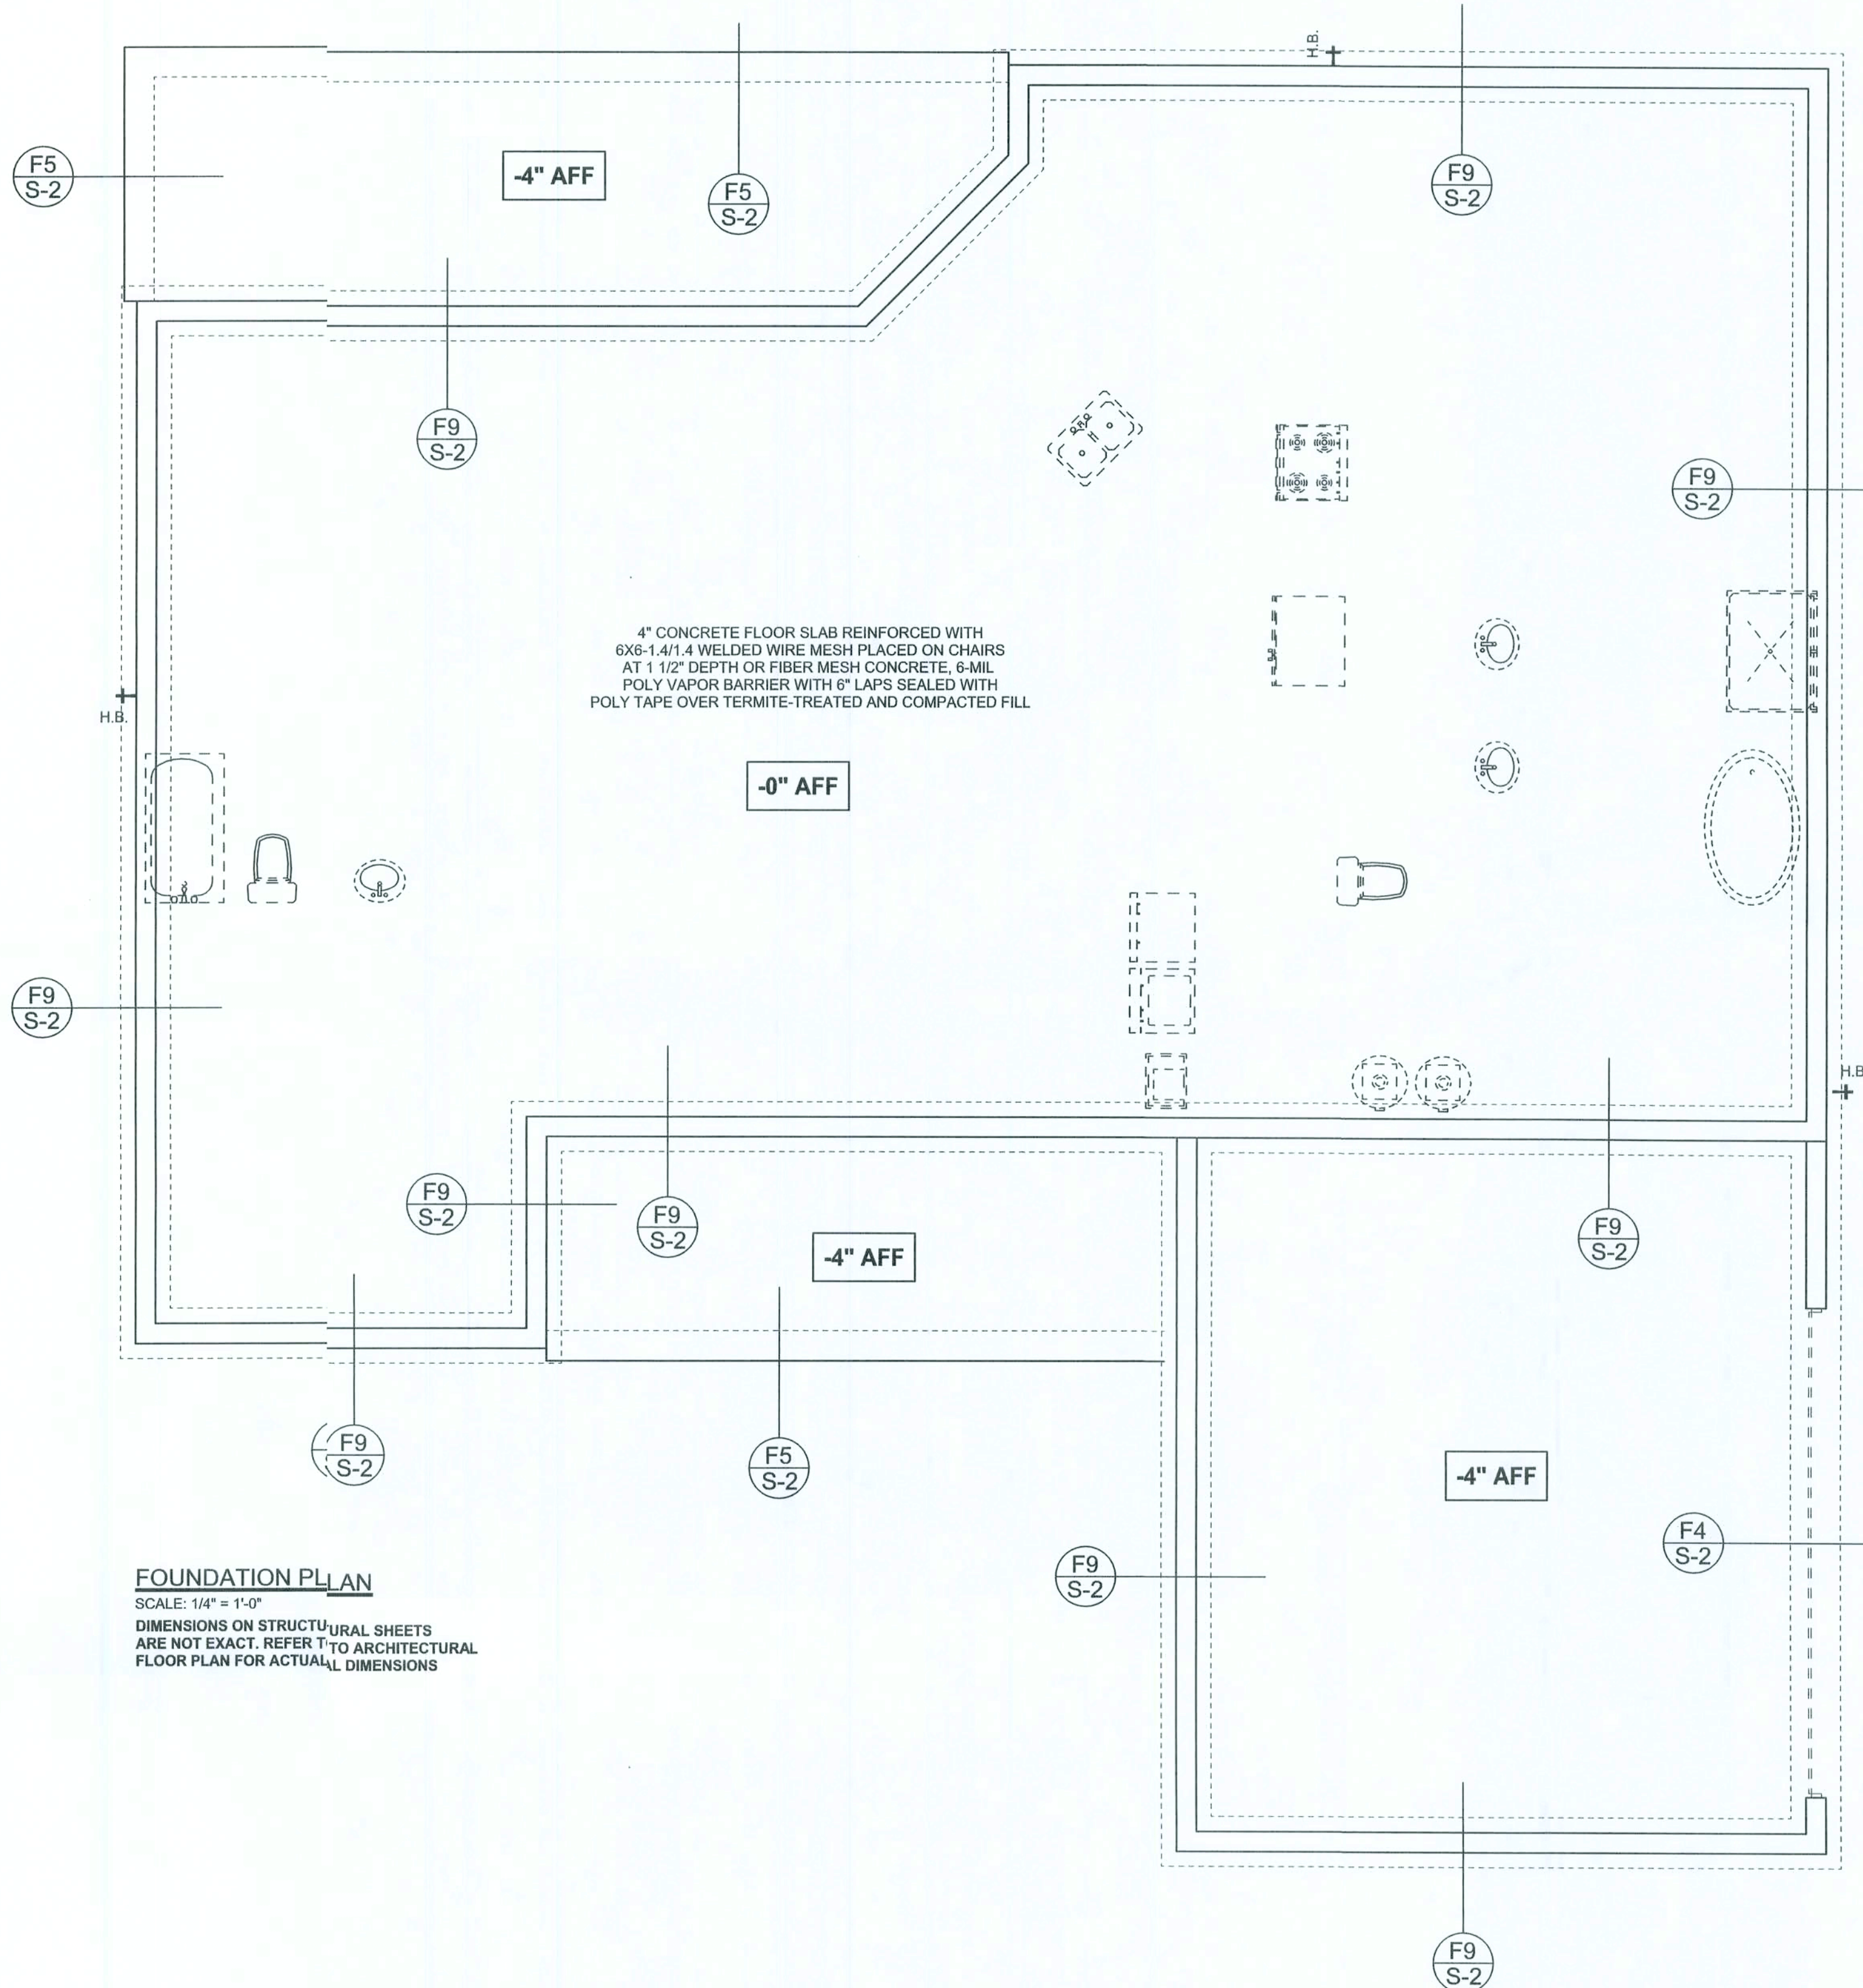 H.B.
F5
S-2
-4" AFF
F5
S-2
F9
S-2
F9
S-2
F9
S-2
4" CONCRETE FLOOR SLAB REINFORCED WITH
6X6-1.4/1.4 WELDED WIRE MESH PLACED ON CHAIRS
AT 1 1/2" DEPTH OR FIBER MESH CONCRETE, 6-MIL
POLY VAPOR BARRIER WITH 6" LAPS SEALED WITH
POLY TAPE OVER TERMITE-TREATED AND COMPACTED FILL
H.B.
-0" AFF
F9
S-2
H.B
F9
S-2
F9
S-2
-4" AFF
F9
S-2
F9
S-2
F5
S-2
-4" AFF
F4
S-2
F9
S-2
FOUNDATION PLLAN
SCALE: 1/4" = 1'-0"
DIMENSIONS ON STRUCTUURAL SHEETS
ARE NOT EXACT. REFER TTO ARCHITECTURAL
FLOOR PLAN FOR ACTUALAL DIMENSIONS
F9
S-2